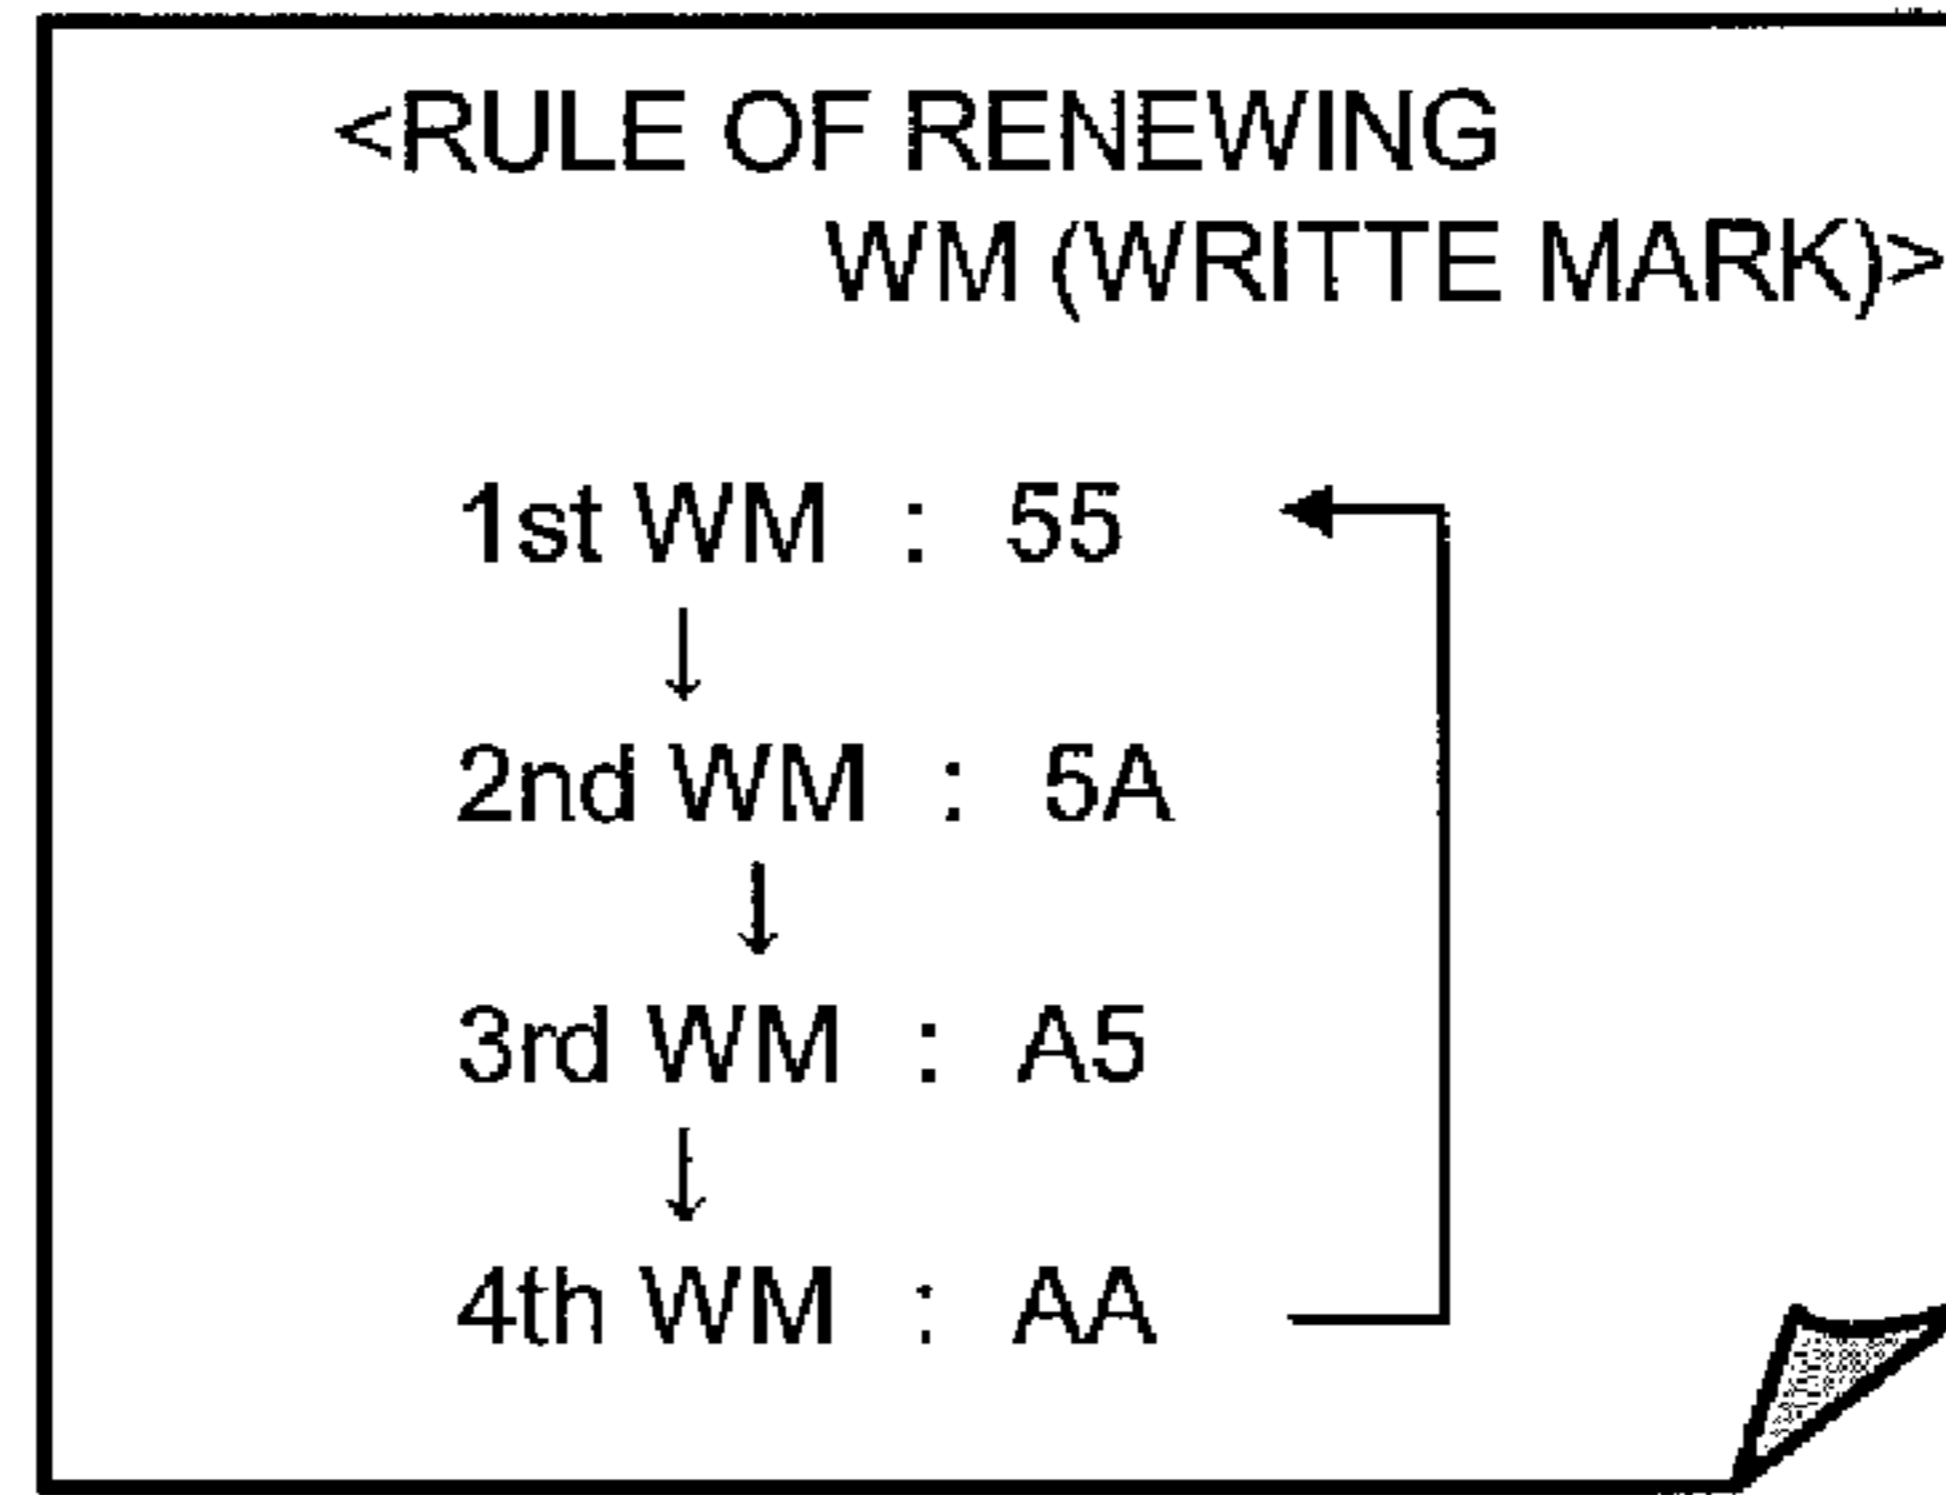 <RULE OF RENEWING
WM (WRITTE MARK)>
1st WM : 55
↓
2nd WM : 5A
↓
3rd WM : A5
↓
4th WM : AA